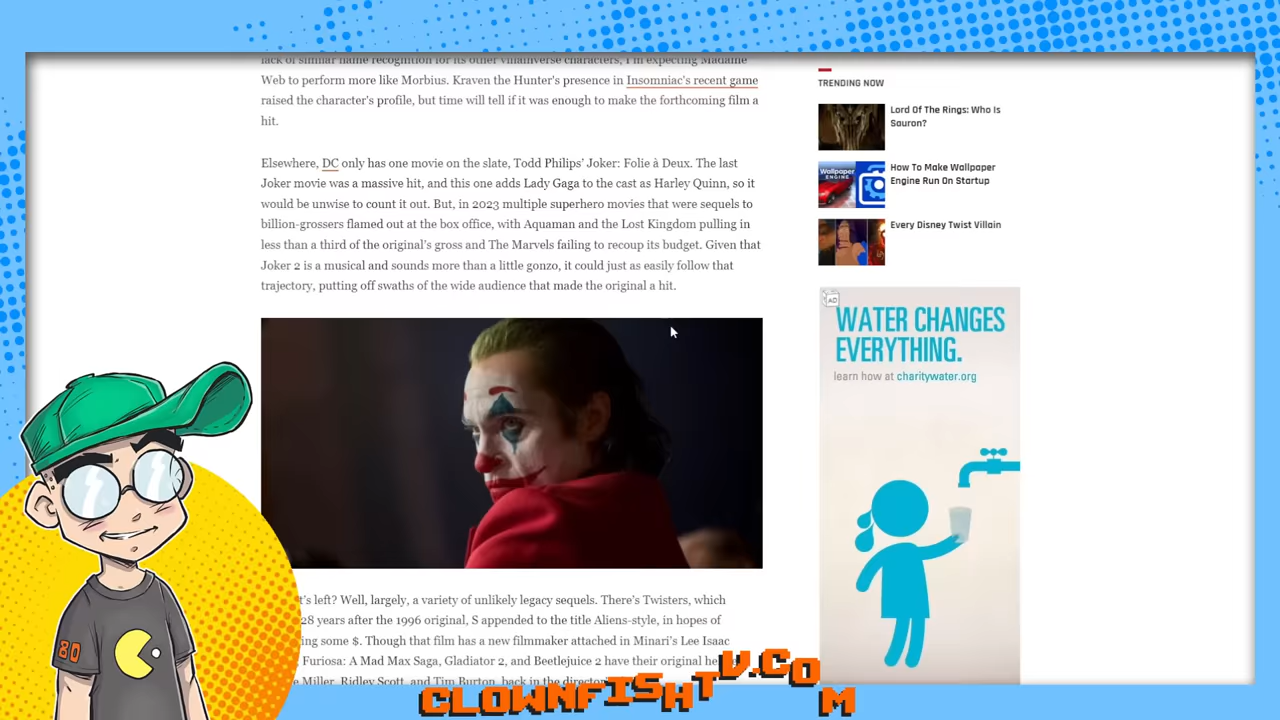 lack of similar name recognition for its other villainverse characters, I'm expecting Madame
Web to perform more like Morbius. Kraven the Hunter's presence in Insomniac's recent game
raised the character's profile, but time will tell if it was enough to make the forthcoming film a
hit.
Elsewhere, DC only has one movie on the slate, Todd Philips' Joker: Folie à Deux. The last
Joker movie was a massive hit, and this one adds Lady Gaga to the cast as Harley Quinn, so it
would be unwise to count it out. But, in 2023 multiple superhero movies that were sequels to
billion-grossers flamed out at the box office, with Aquaman and the Lost Kingdom pulling in
less than a third of the original's gross and The Marvels failing to recoup its budget. Given that
Joker 2 is a musical and sounds more than a little gonzo, it could just as easily follow that
trajectory, putting off swaths of the wide audience that made the original a hit.
t's left? Well, largely, a variety of unlikely legacy sequels. There's Twisters, which
28 years after the 1996 original, S appended to the title Aliens-style, in hopes of
ing some $. Though that film has a new filmmaker attached in Minari's Lee Isaac
Furiosa: A Mad Max Saga, Gladiator 2, and Beetlejuice 2 have their original he
Miller, Ridley Scott, and Tim Burton, back in the director
TRENDING NOW
Lord Of The Rings: Who Is
Sauron?
Wallpaper
ENGINE
How To Make Wallpaper
Engine Run On Startup
Every Disney Twist Villain
AD
WATER CHANGES
EVERYTHING.
learn how at charitywater.org
80
CLOWNFISHTV.COM